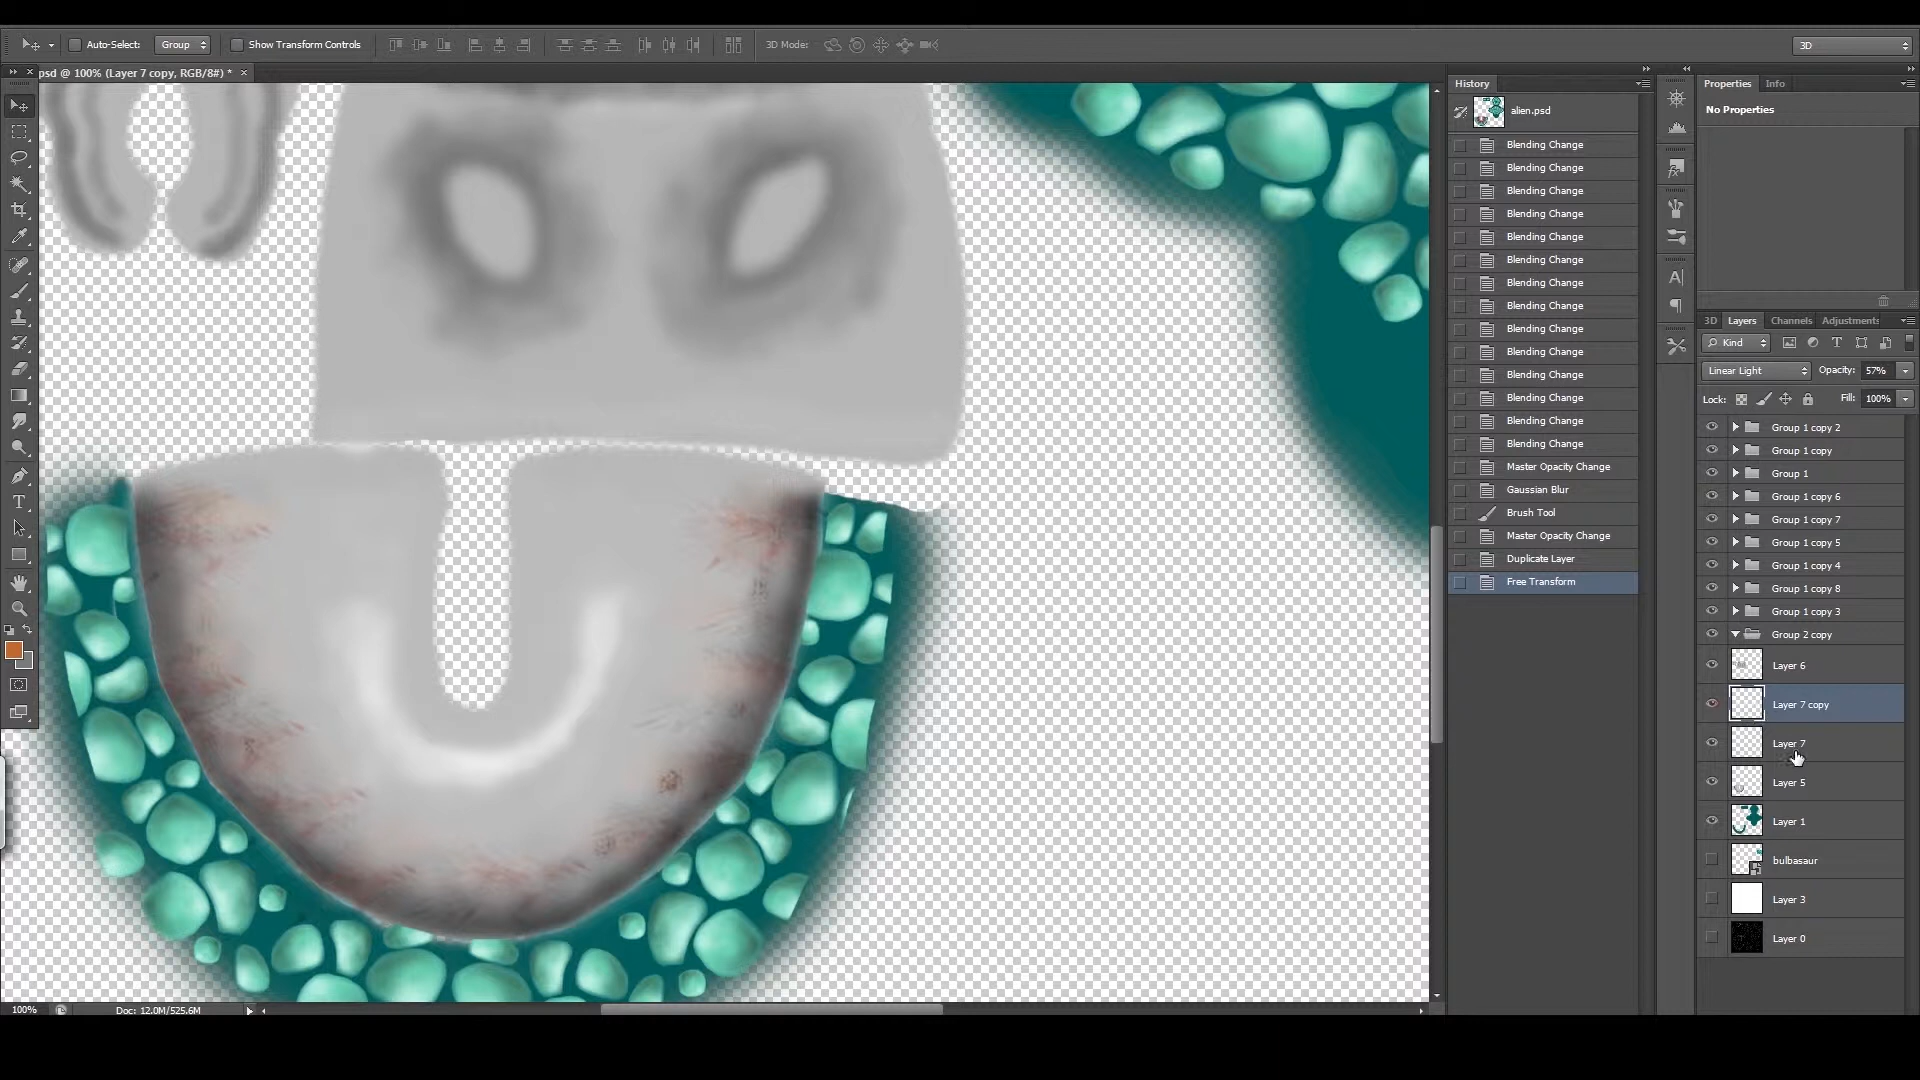 Auto-Select: Group Show Transform Controls 3D Mode: 3D
psd @ 100% (Layer 7 copy, RGB/8#) * ×
History
alien.psd
Blending Change
Blending Change
Blending Change
Blending Change
Blending Change
Blending Change
Blending Change
Blending Change
Blending Change
Blending Change
Blending Change
Blending Change
Blending Change
Blending Change
Master Opacity Change
Gaussian Blur
Brush Tool
Master Opacity Change
Duplicate Layer
Free Transform
Properties Info
No Properties
3D Layers Channels Adjustments
Kind
Linear Light Opacity: 57%
Lock: Fill: 100%
Group 1 copy 2
Group 1 copy
Group 1
Group 1 copy 6
Group 1 copy 7
Group 1 copy 5
Group 1 copy 4
Group 1 copy 8
Group 1 copy 3
Group 2 copy
Layer 6
Layer 7 copy
Layer 7
Layer 5
Layer 1
bulbasaur
Layer 3
Layer 0
100% Doc: 12.0M/525.6M